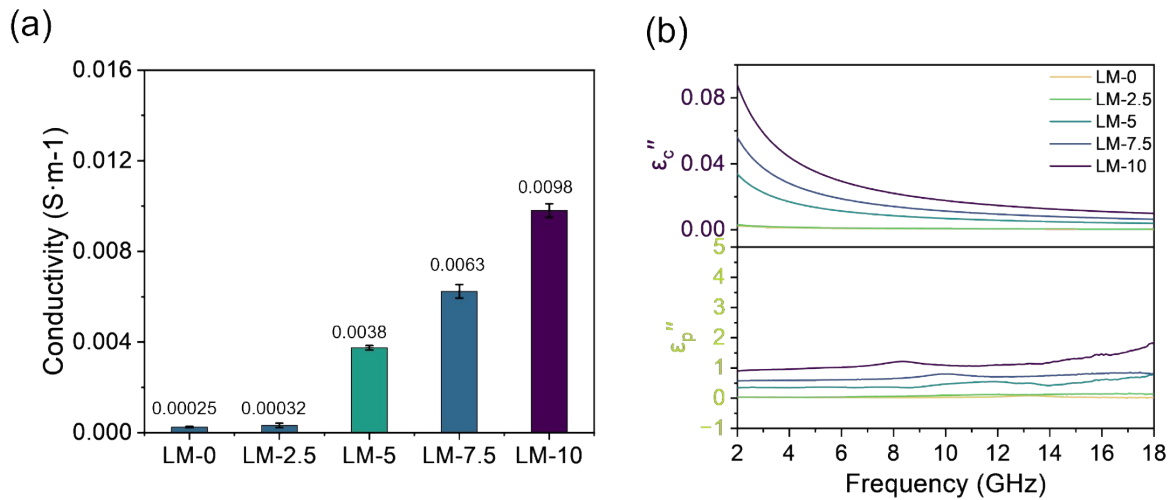 (a)
Conductivity (S·m-1)
0.016
0.012
0.008
0.004
0.000
0.00025
0.00032
0.0038
0.0063
0.0098
LM-0
LM-2.5
LM-5
LM-7.5
LM-10
(b)
εc″
0.08
0.04
0.00
LM-0
LM-2.5
LM-5
LM-7.5
LM-10
εp″
5
4
3
2
1
0
−1
2
4
6
8
10
12
14
16
18
Frequency (GHz)